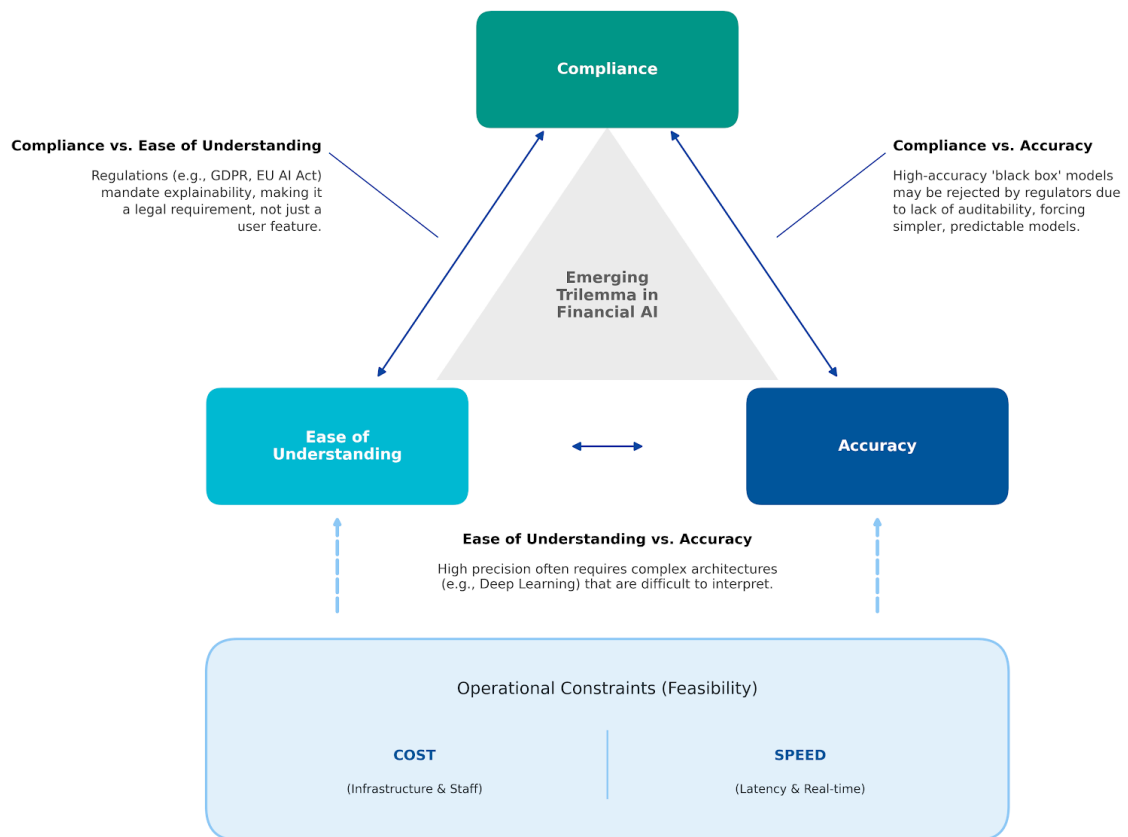 Compliance
Compliance vs. Ease of Understanding
Regulations (e.g., GDPR, EU AI Act)
mandate explainability, making it
a legal requirement, not just a
user feature.
Compliance vs. Accuracy
High-accuracy 'black box' models
may be rejected by regulators due
to lack of auditability, forcing
simpler, predictable models.
Emerging
Trilemma in
Financial AI
Ease of
Understanding
Accuracy
Ease of Understanding vs. Accuracy
High precision often requires complex architectures
(e.g., Deep Learning) that are difficult to interpret.
Operational Constraints (Feasibility)
COST
(Infrastructure & Staff)
SPEED
(Latency & Real-time)